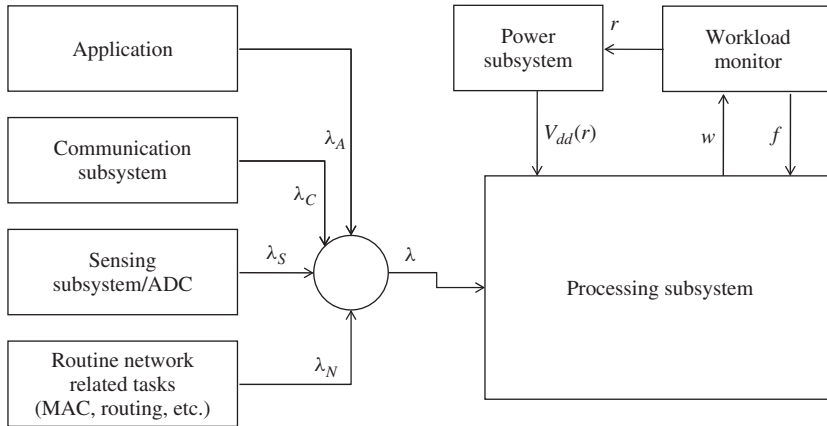 Application
Communication
subsystem
Sensing
subsystem/ADC
Routine network
related tasks
(MAC, routing, etc.)
λ_A
λ_C
λ_S
λ_N
λ
Power
subsystem
r
Workload
monitor
V_dd(r)
w
f
Processing subsystem